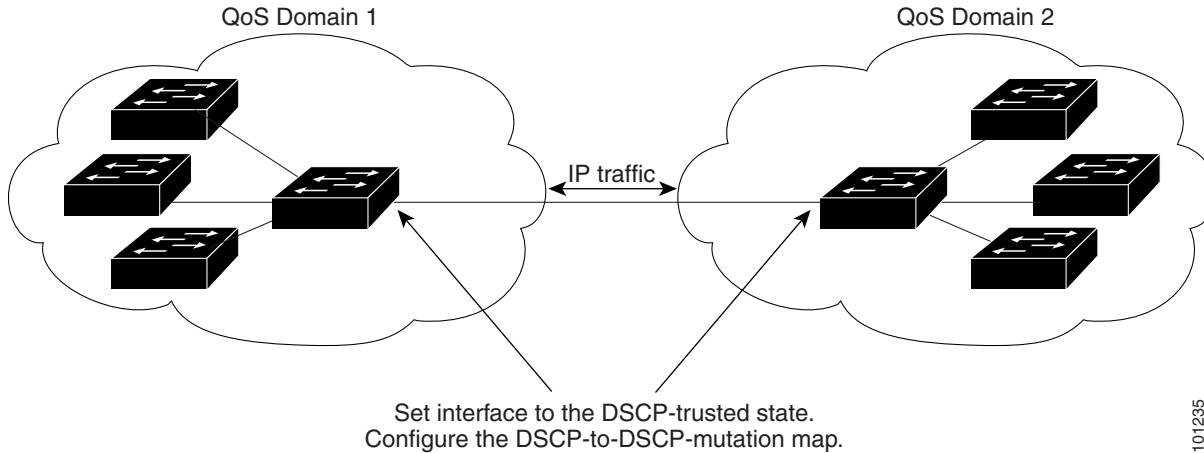 QoS Domain 1
QoS Domain 2
IP traffic
Set interface to the DSCP-trusted state.
Configure the DSCP-to-DSCP-mutation map.
101235